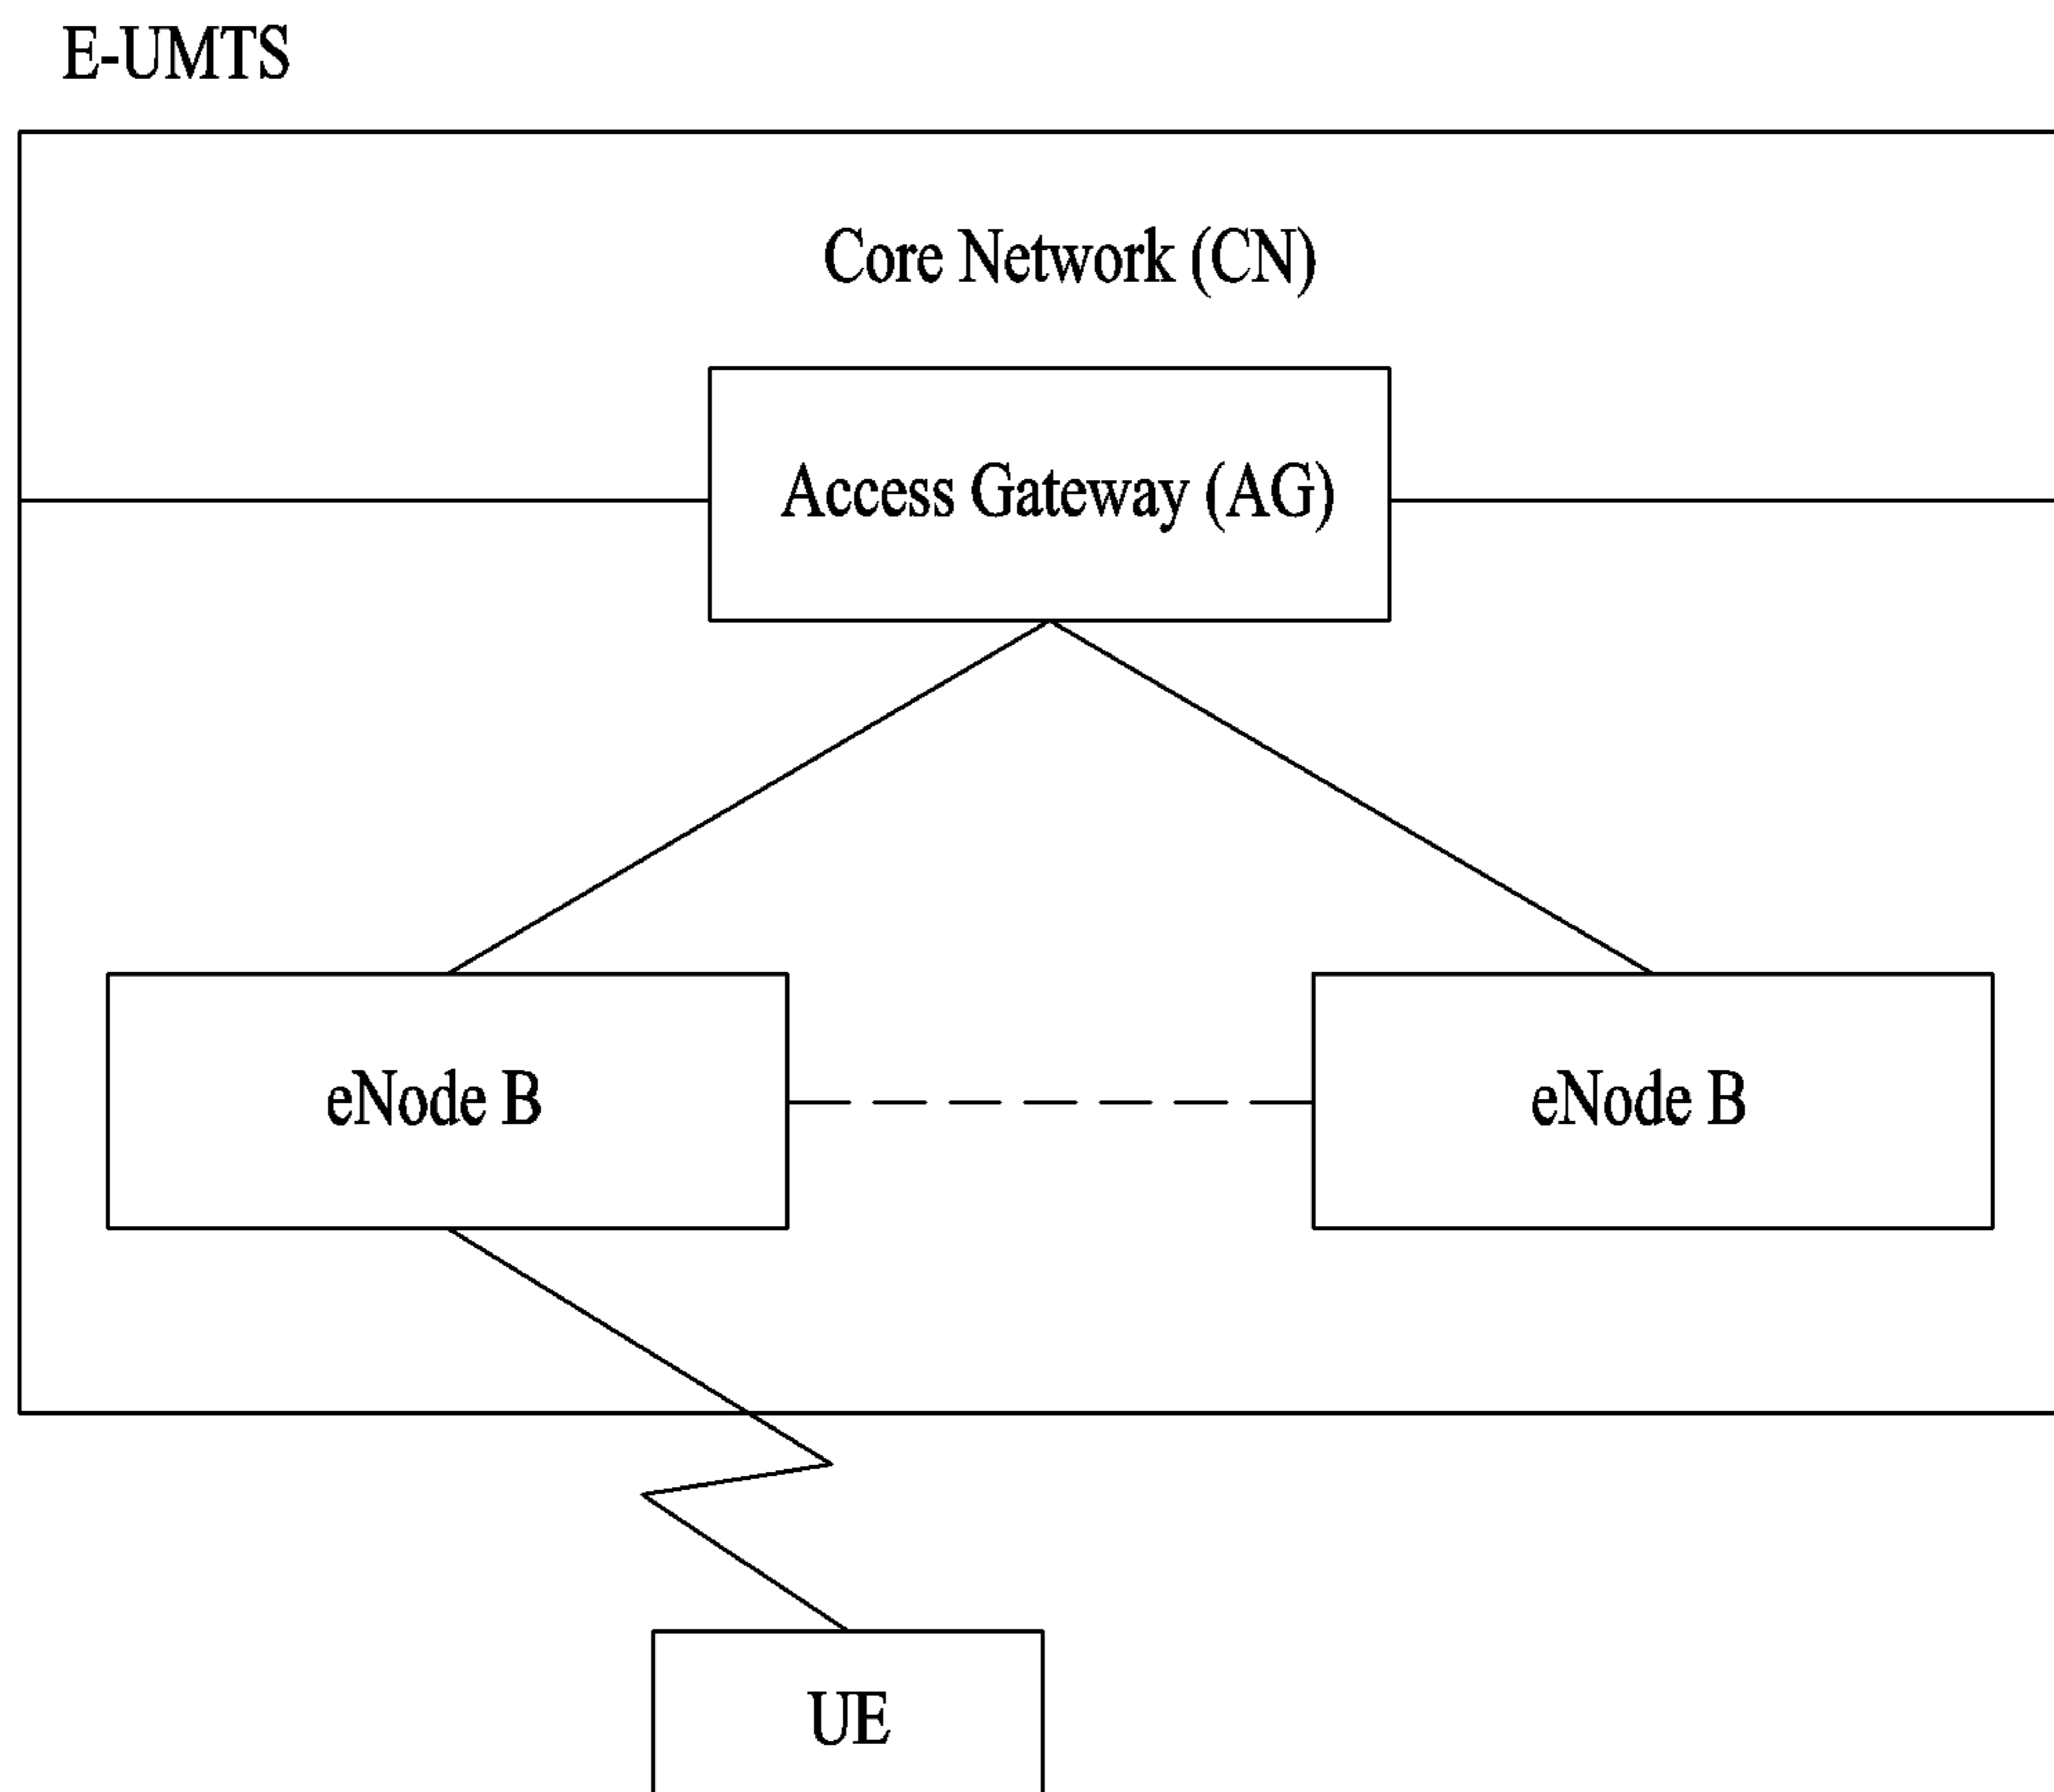 E-UMTS
Core Network (CN)
Access Gateway (AG)
eNode B
eNode B
UE